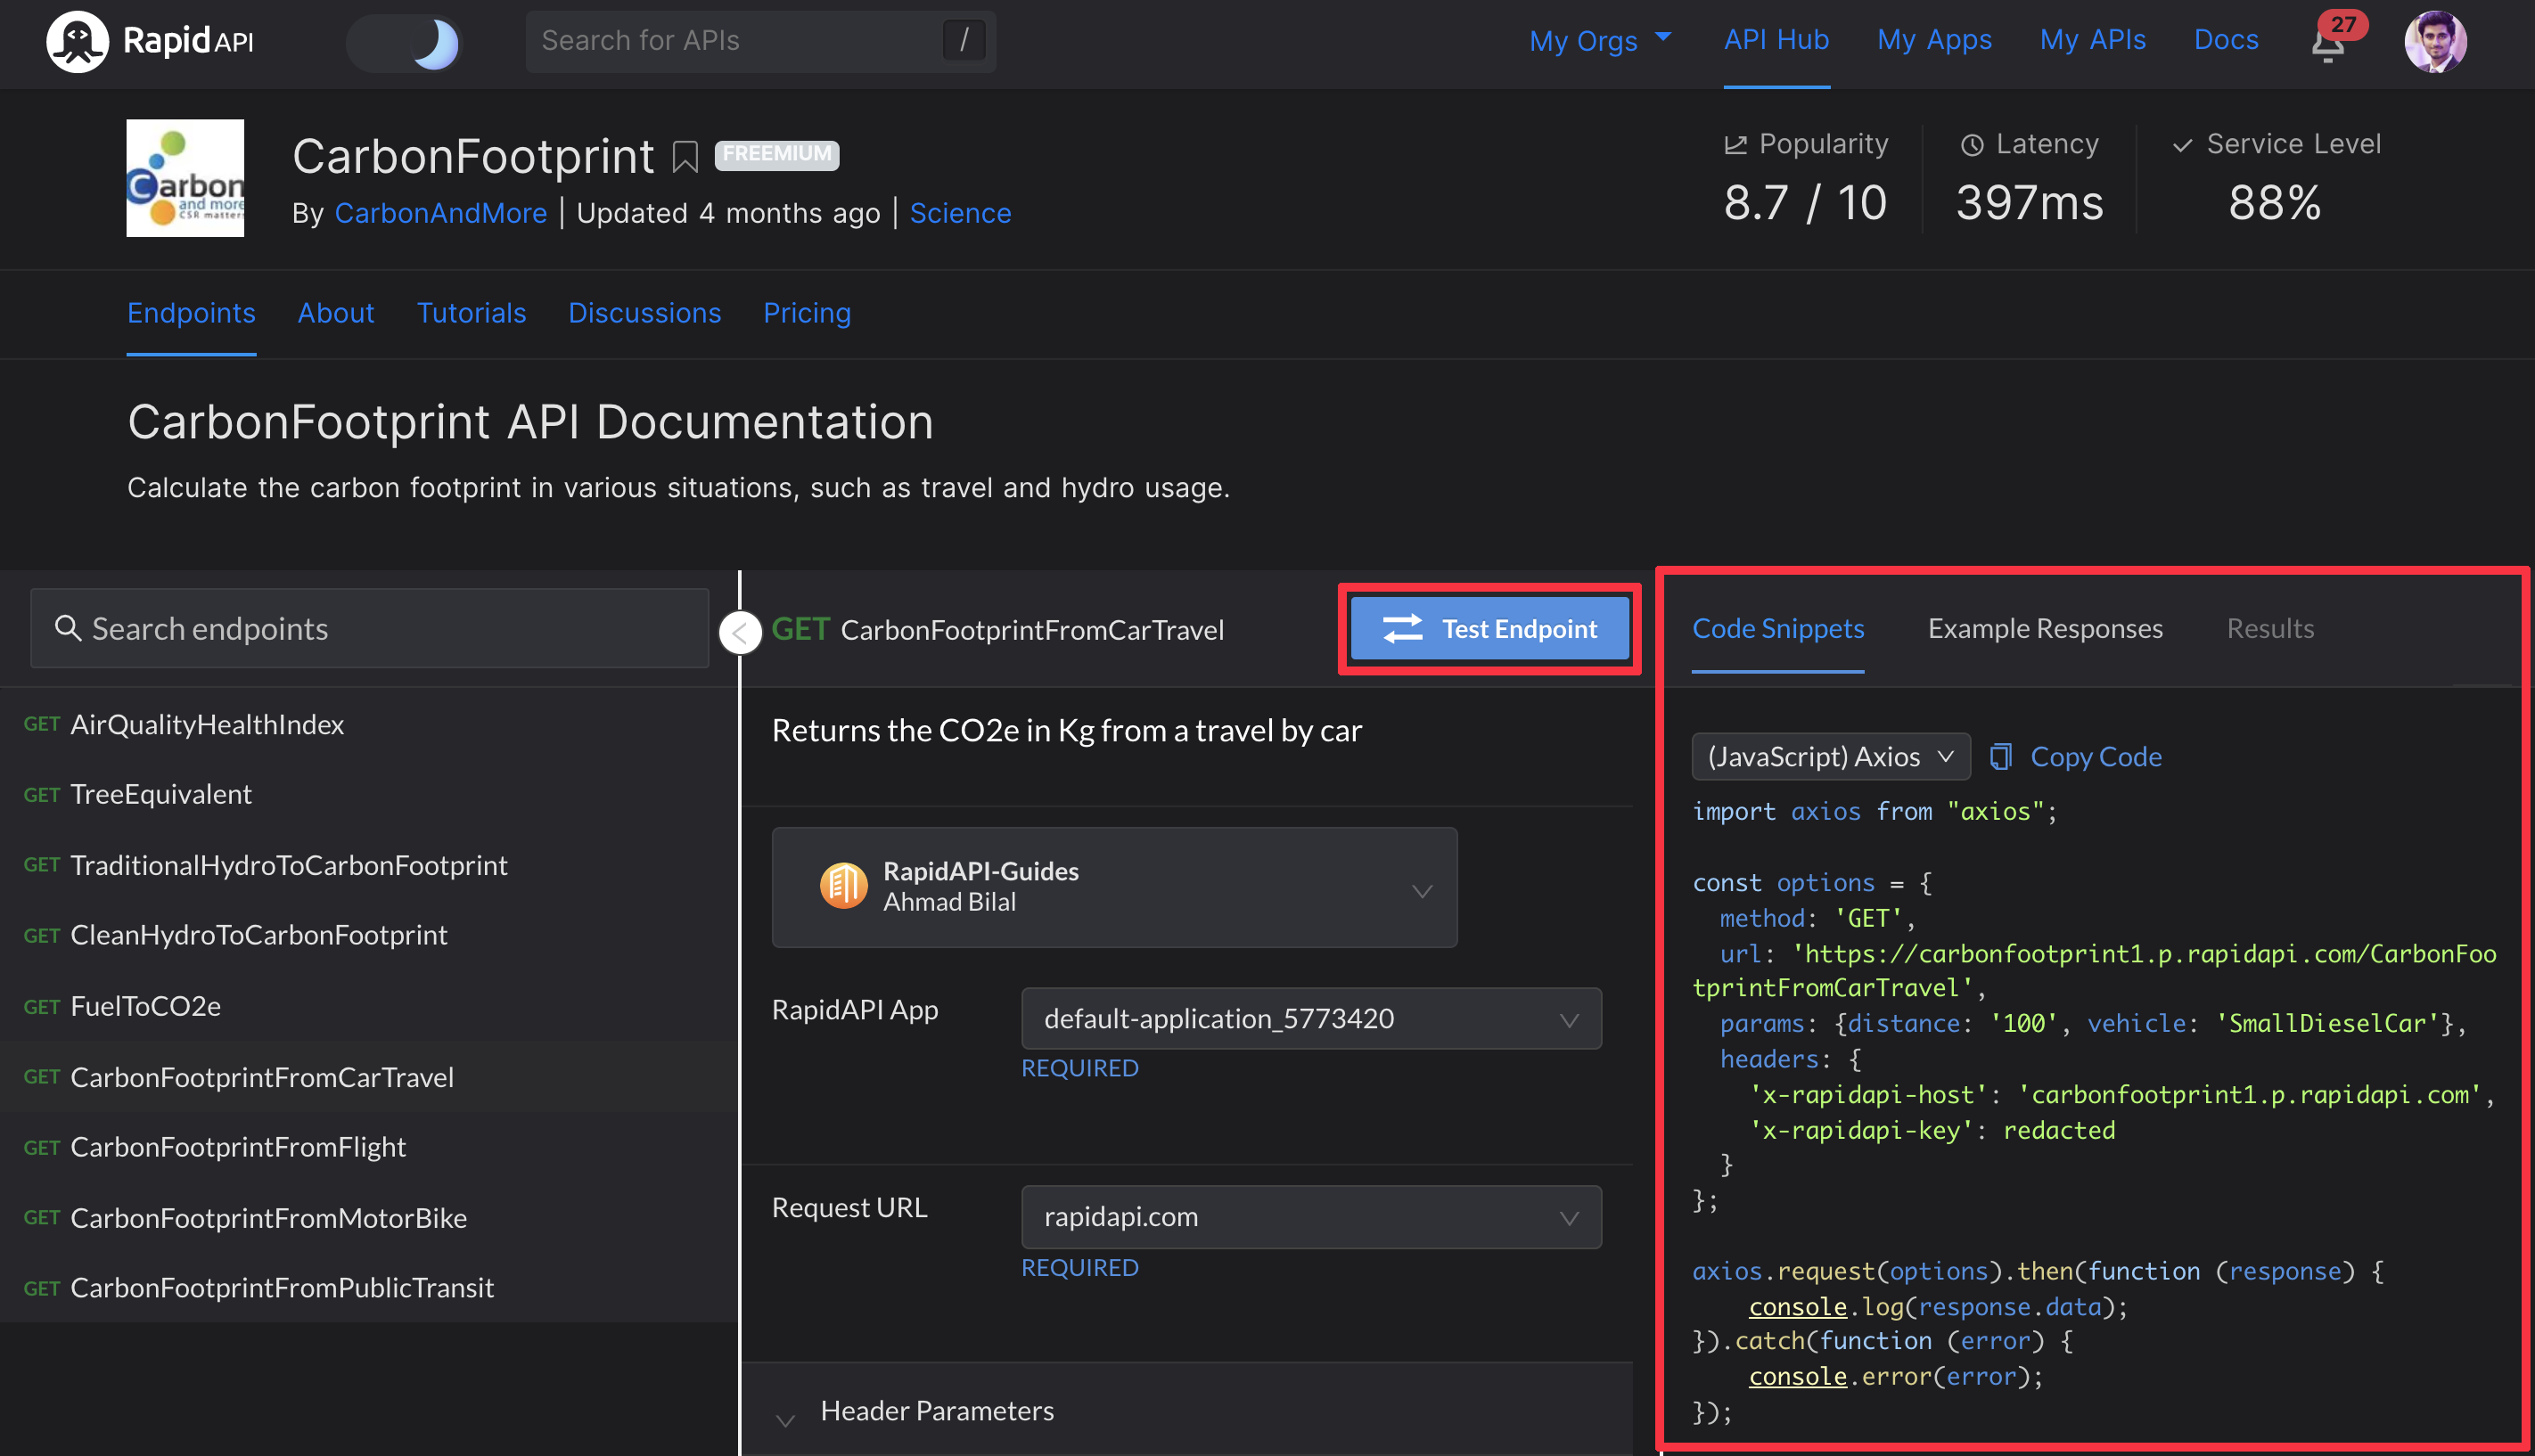 RapidAPI
Search for APIs /
My Orgs API Hub My Apps My APIs Docs 27
Carbon
and more
CSR matters
CarbonFootprint FREEMIUM
By CarbonAndMore | Updated 4 months ago | Science
Popularity
8.7 / 10
Latency
397ms
Service Level
88%
Endpoints About Tutorials Discussions Pricing
CarbonFootprint API Documentation
Calculate the carbon footprint in various situations, such as travel and hydro usage.
Search endpoints
GET AirQualityHealthIndex
GET TreeEquivalent
GET TraditionalHydroToCarbonFootprint
GET CleanHydroToCarbonFootprint
GET FuelToCO2e
GET CarbonFootprintFromCarTravel
GET CarbonFootprintFromFlight
GET CarbonFootprintFromMotorBike
GET CarbonFootprintFromPublicTransit
GET CarbonFootprintFromCarTravel
Test Endpoint
Returns the CO2e in Kg from a travel by car
RapidAPI-Guides
Ahmad Bilal
RapidAPI App default-application_5773420
REQUIRED
Request URL rapidapi.com
REQUIRED
Header Parameters
Code Snippets Example Responses Results
(JavaScript) Axios Copy Code
import axios from "axios";
const options = {
  method: 'GET',
  url: 'https://carbonfootprint1.p.rapidapi.com/CarbonFoo
tprintFromCarTravel',
  params: {distance: '100', vehicle: 'SmallDieselCar'},
  headers: {
    'x-rapidapi-host': 'carbonfootprint1.p.rapidapi.com',
    'x-rapidapi-key': redacted
  }
};
axios.request(options).then(function (response) {
    console.log(response.data);
}).catch(function (error) {
    console.error(error);
});